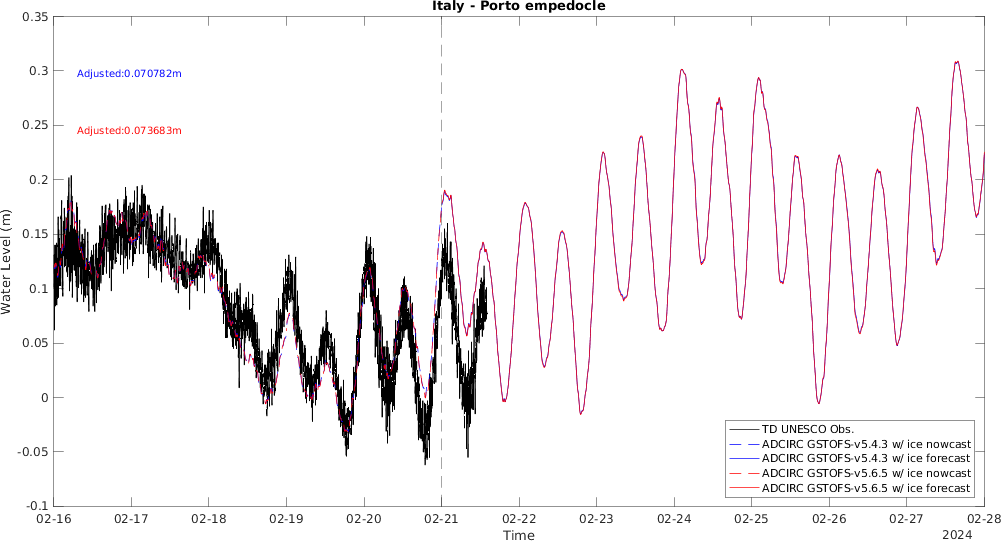 Italy - Porto empedocle
0.35
0.3
0.25
0.2
0.15
0.1
0.05
0
-0.05
-0.1
Water Level (m)
Adjusted:0.070782m
Adjusted:0.073683m
TD UNESCO Obs.
ADCIRC GSTOFS-v5.4.3 w/ ice nowcast
ADCIRC GSTOFS-v5.4.3 w/ ice forecast
ADCIRC GSTOFS-v5.6.5 w/ ice nowcast
ADCIRC GSTOFS-v5.6.5 w/ ice forecast
02-16 02-17 02-18 02-19 02-20 02-21 02-22 02-23 02-24 02-25 02-26 02-27 02-28
Time
2024